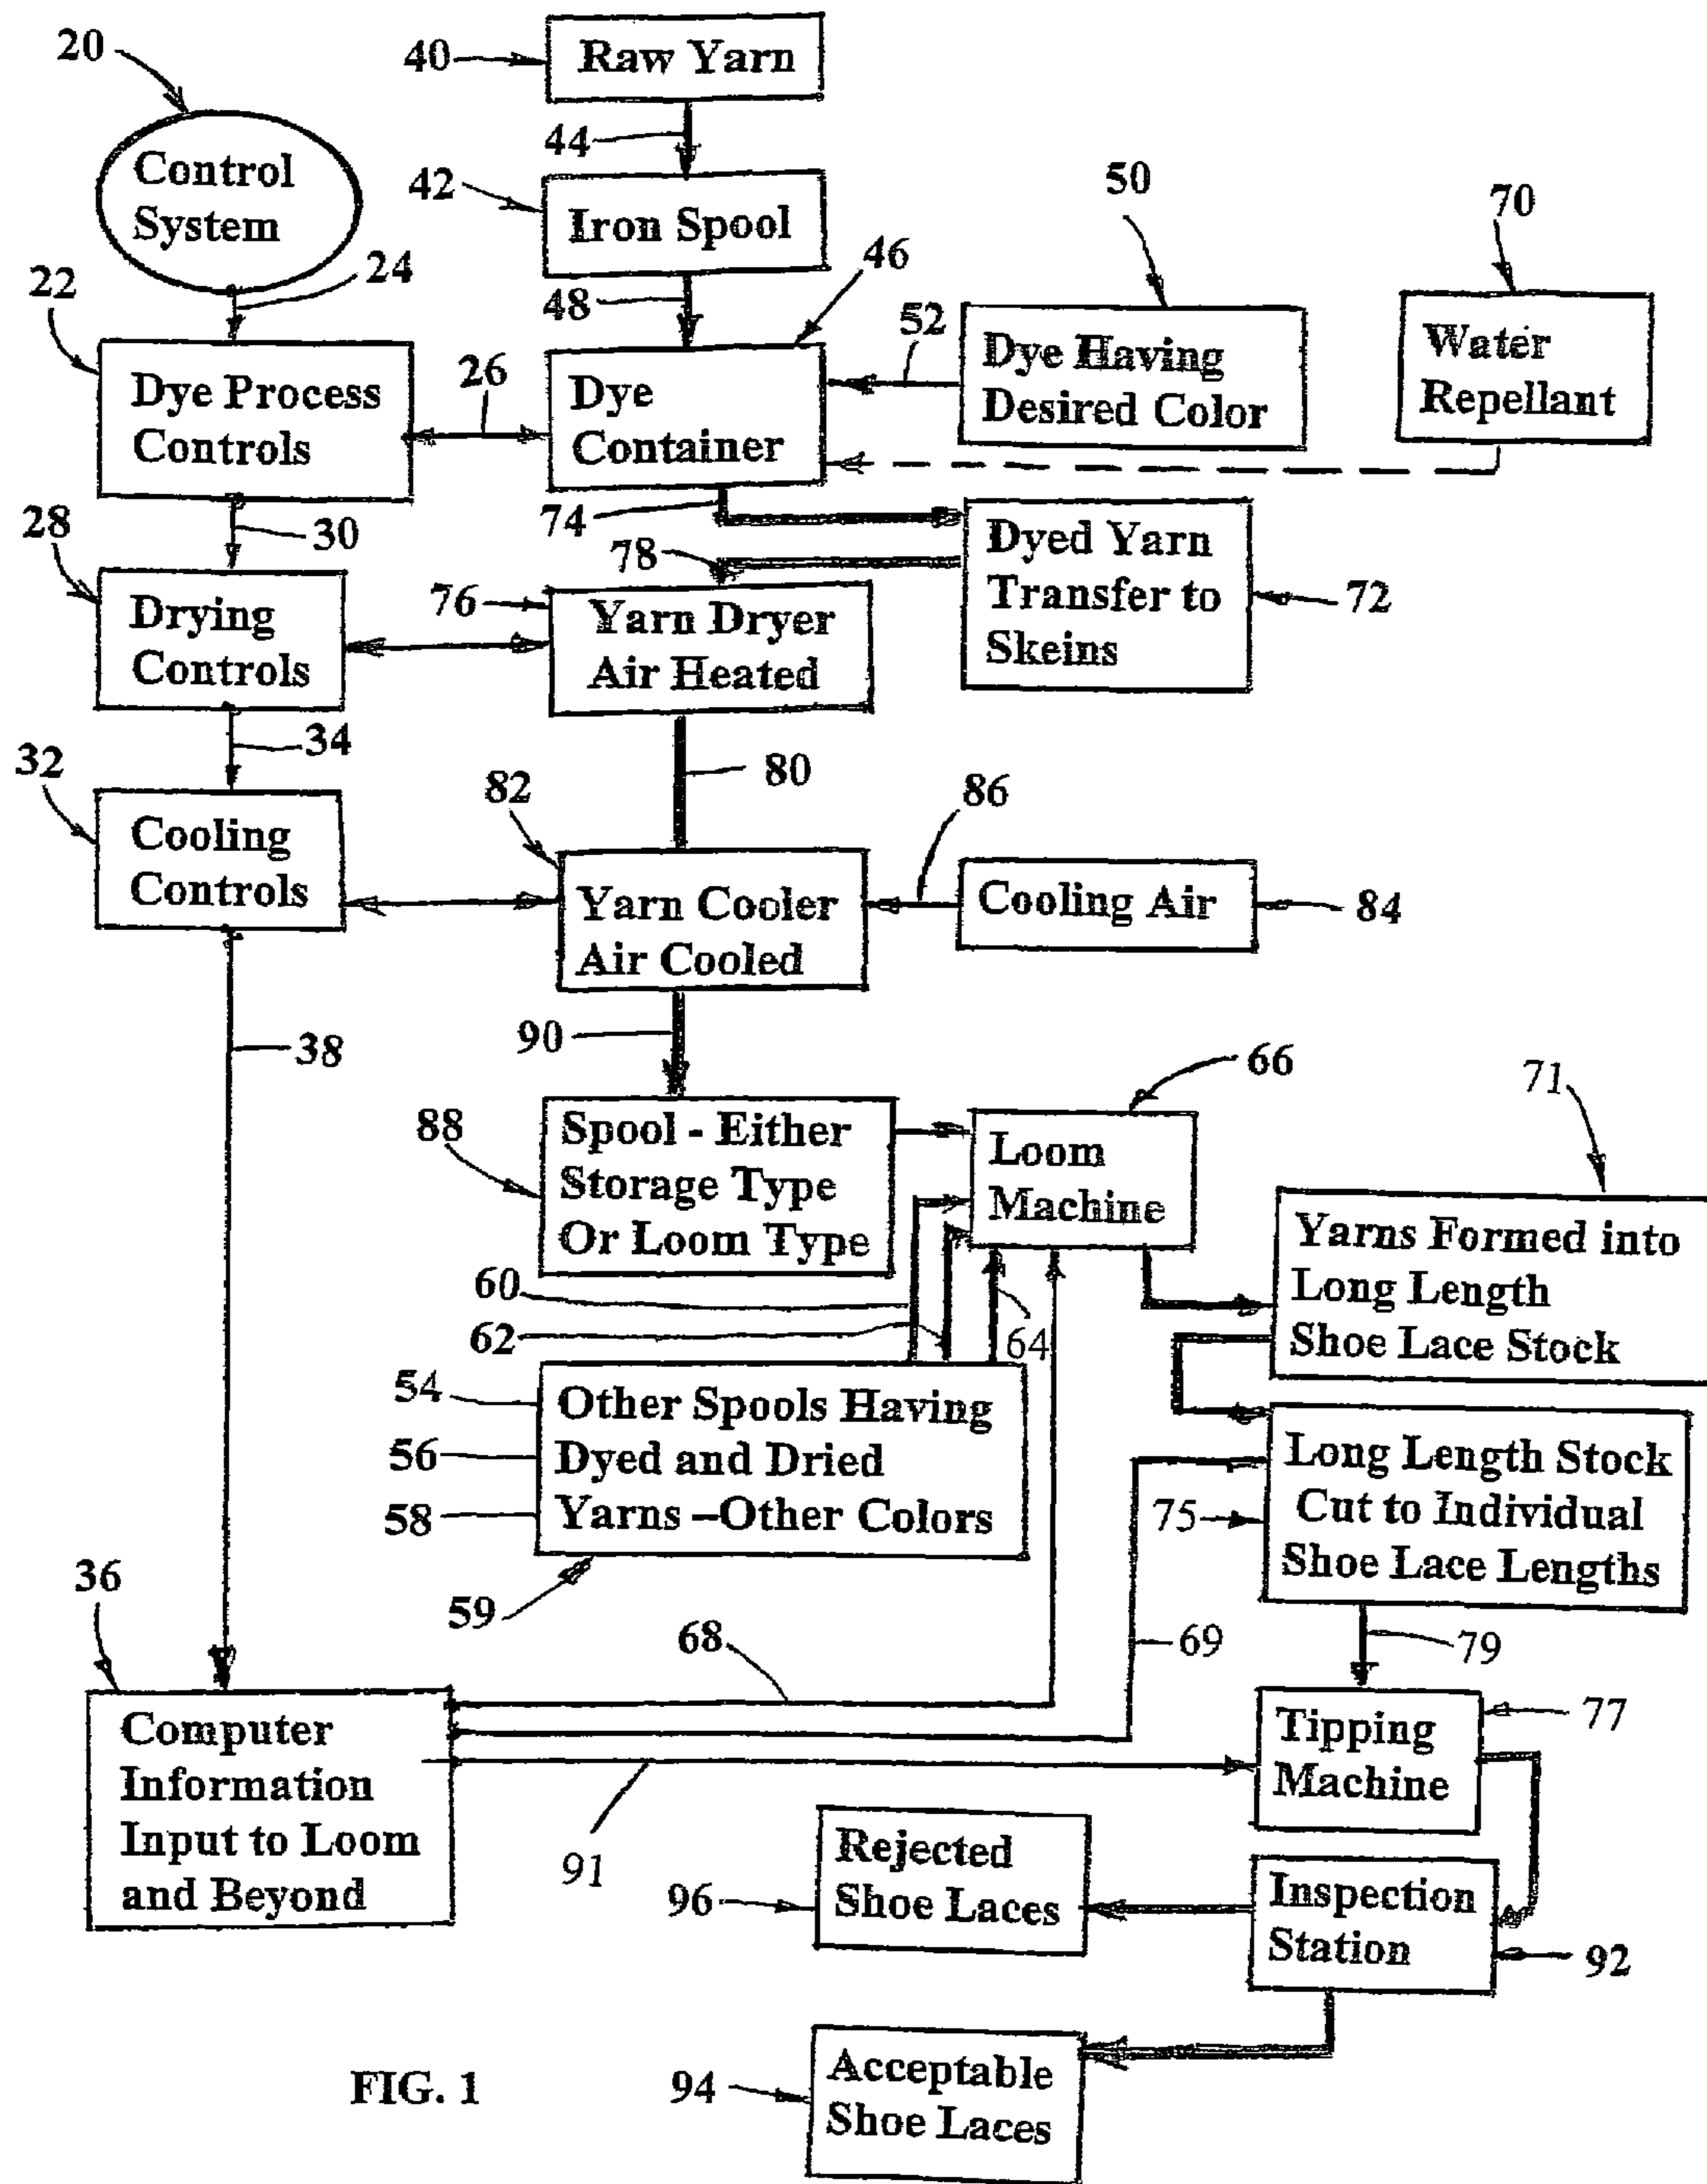 20
Control
System
40
Raw Yarn
44
42
Iron Spool
24
22
Dye Process
Controls
26
48
46
Dye
Container
50
52
Dye Having
Desired Color
70
Water
Repellant
30
28
Drying
Controls
74
78
76
Yarn Dryer
Air Heated
Dyed Yarn
Transfer to
Skeins
72
34
32
Cooling
Controls
80
82
Yarn Cooler
Air Cooled
86
Cooling Air
84
38
90
88
Spool - Either
Storage Type
Or Loom Type
66
Loom
Machine
71
Yarns Formed into
Long Length
Shoe Lace Stock
60
62
64
54
56
58
Other Spools Having
Dyed and Dried
Yarns –Other Colors
59
75
Long Length Stock
Cut to Individual
Shoe Lace Lengths
36
Computer
Information
Input to Loom
and Beyond
68
69
79
91
Tipping
Machine
77
96
Rejected
Shoe Laces
Inspection
Station
92
94
Acceptable
Shoe Laces
FIG. 1